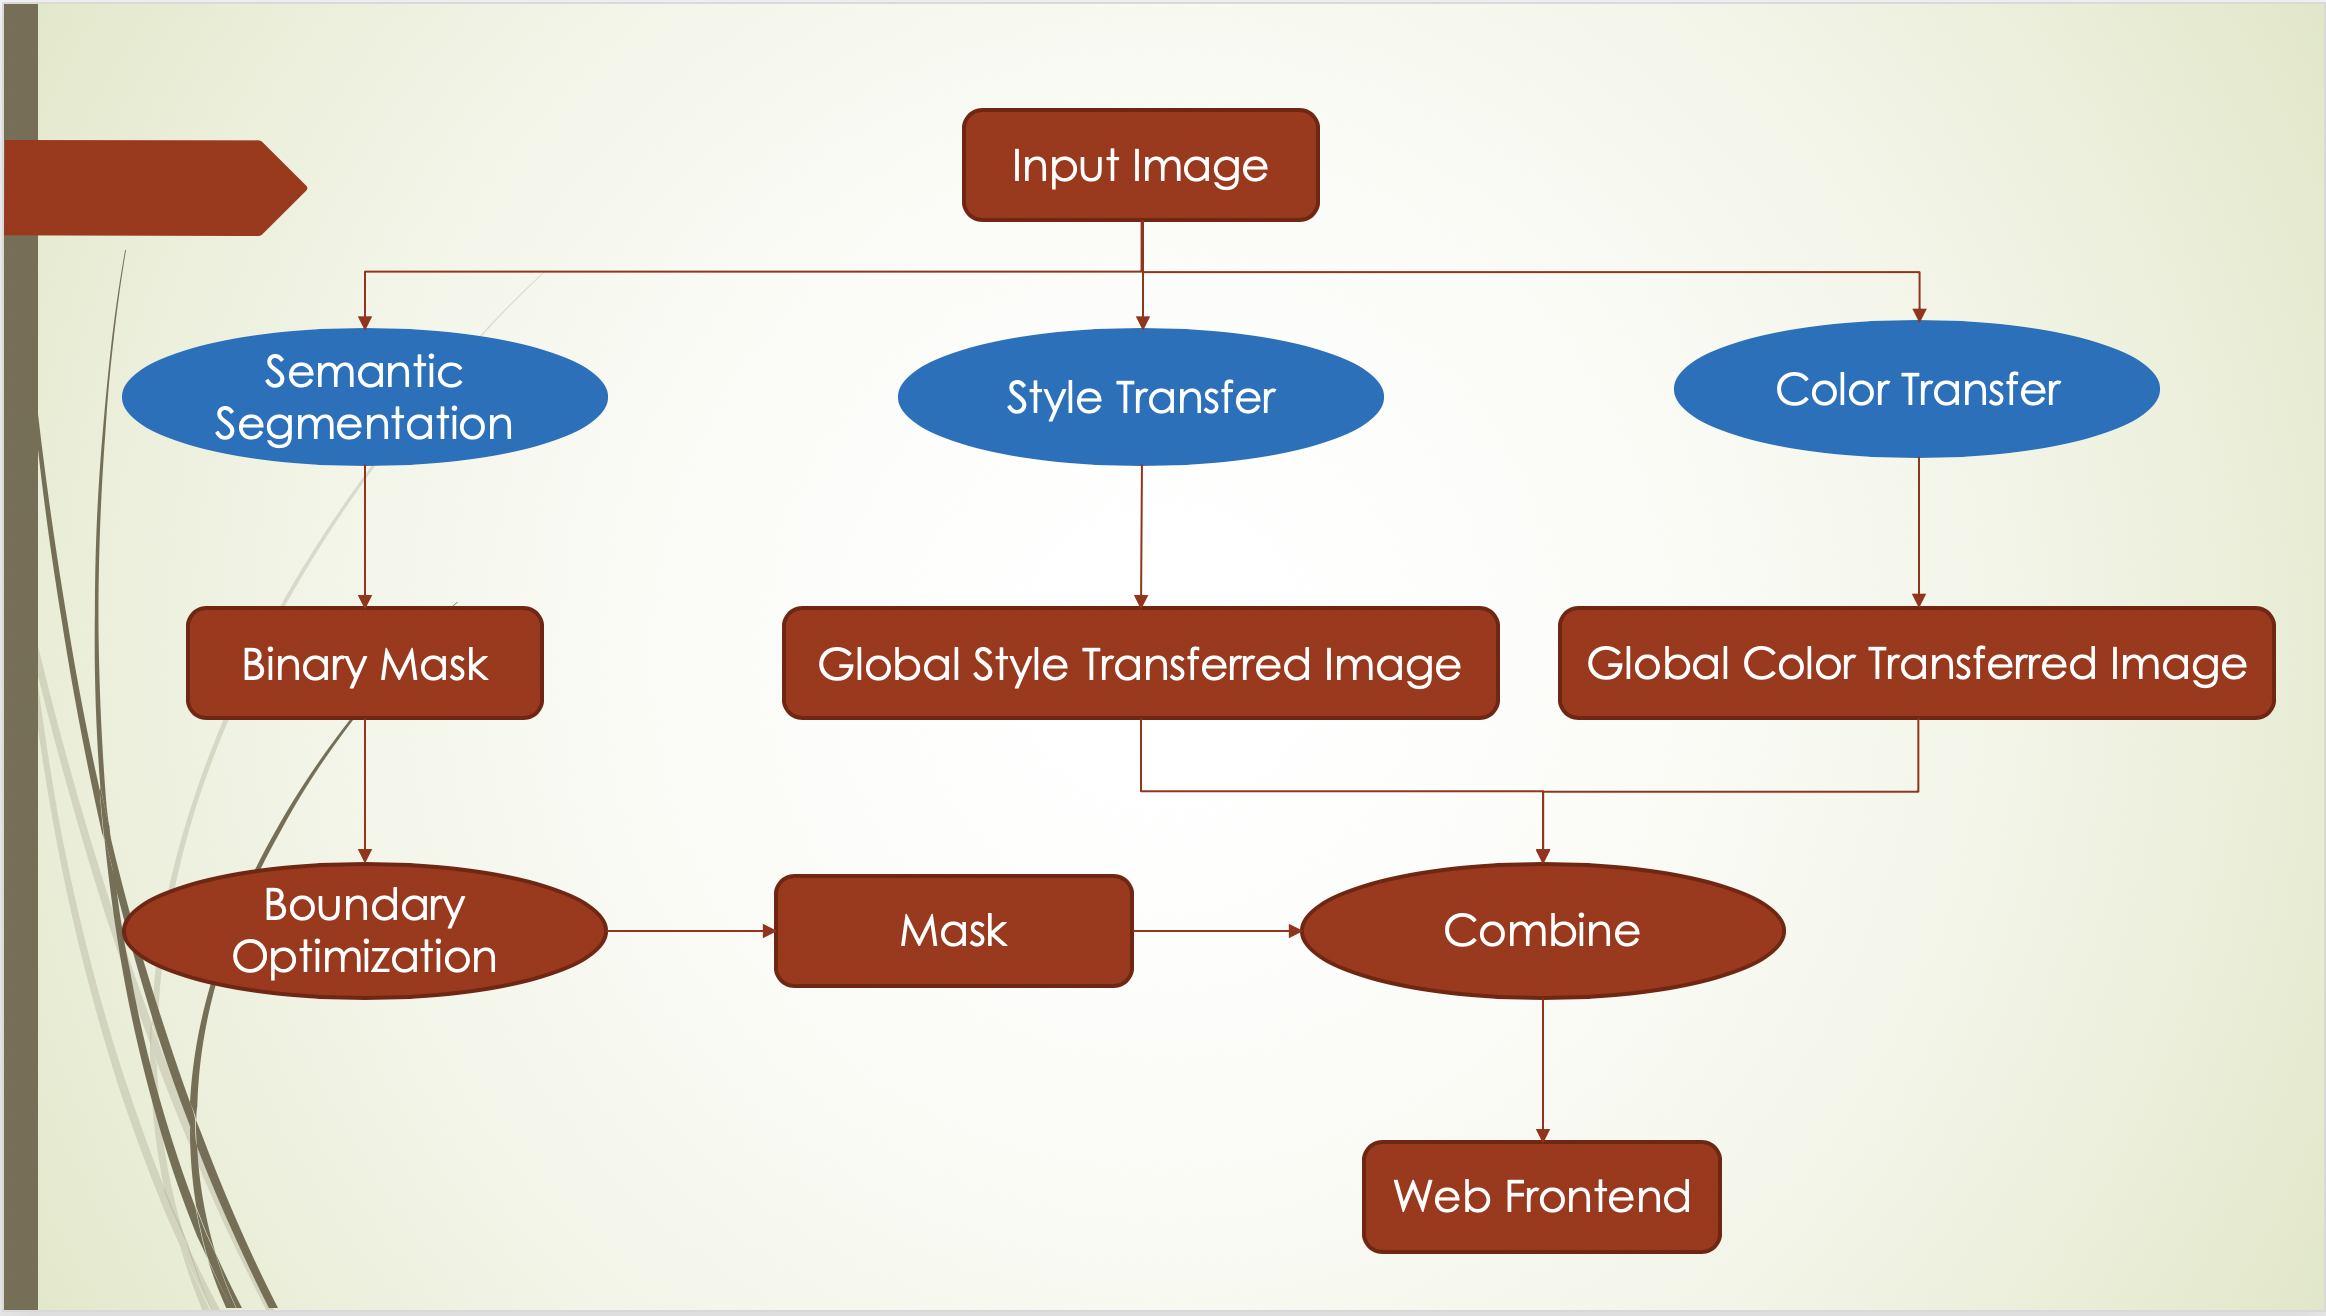 Input Image
Semantic
Segmentation
Style Transfer
Color Transfer
Binary Mask
Global Style Transferred Image
Global Color Transferred Image
Boundary
Optimization
Mask
Combine
Web Frontend